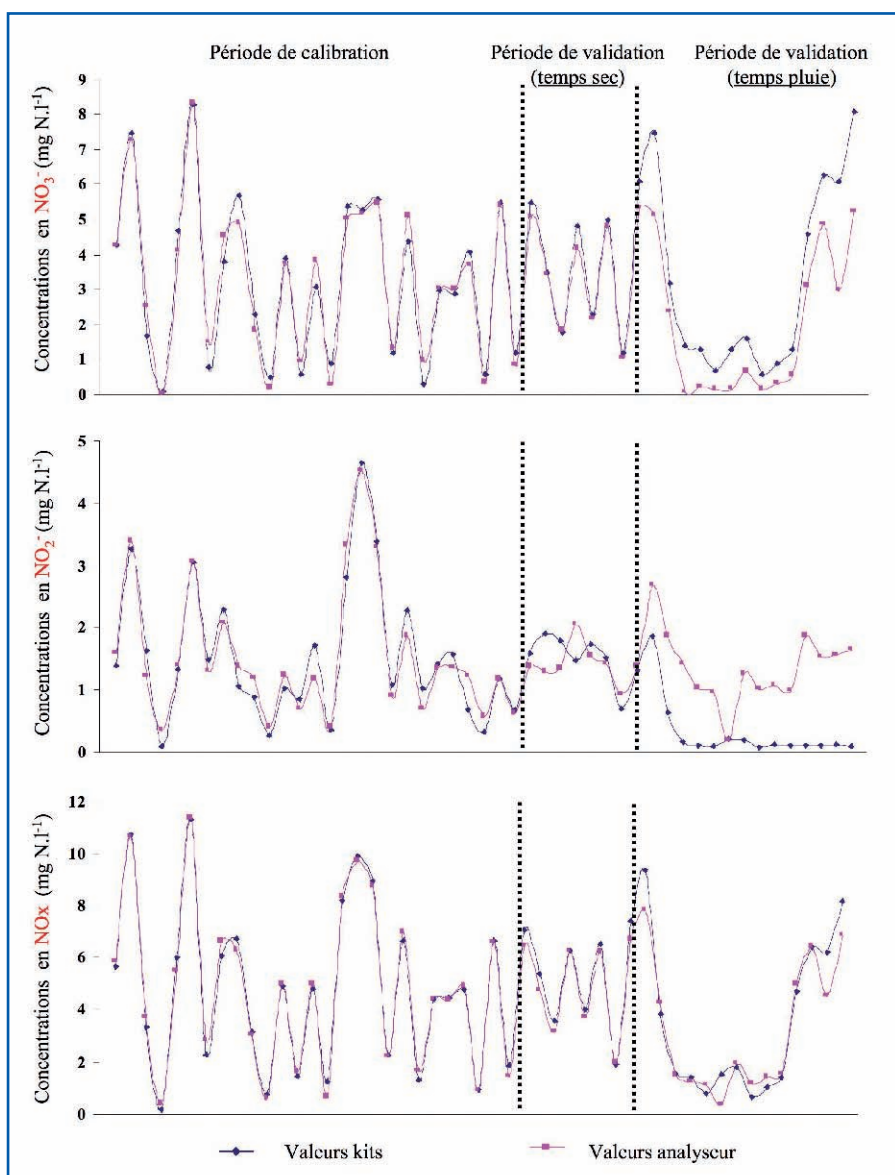 Période de calibration
Période de validation
(temps sec)
Période de validation
(temps pluie)
Concentrations en NO₃⁻ (mg N.l⁻¹)
9
8
7
6
5
4
3
2
1
0
Concentrations en NO₂⁻ (mg N.l⁻¹)
5
4
3
2
1
0
Concentrations en NOx (mg N.l⁻¹)
12
10
8
6
4
2
0
Valeurs kits
Valeurs analyseur